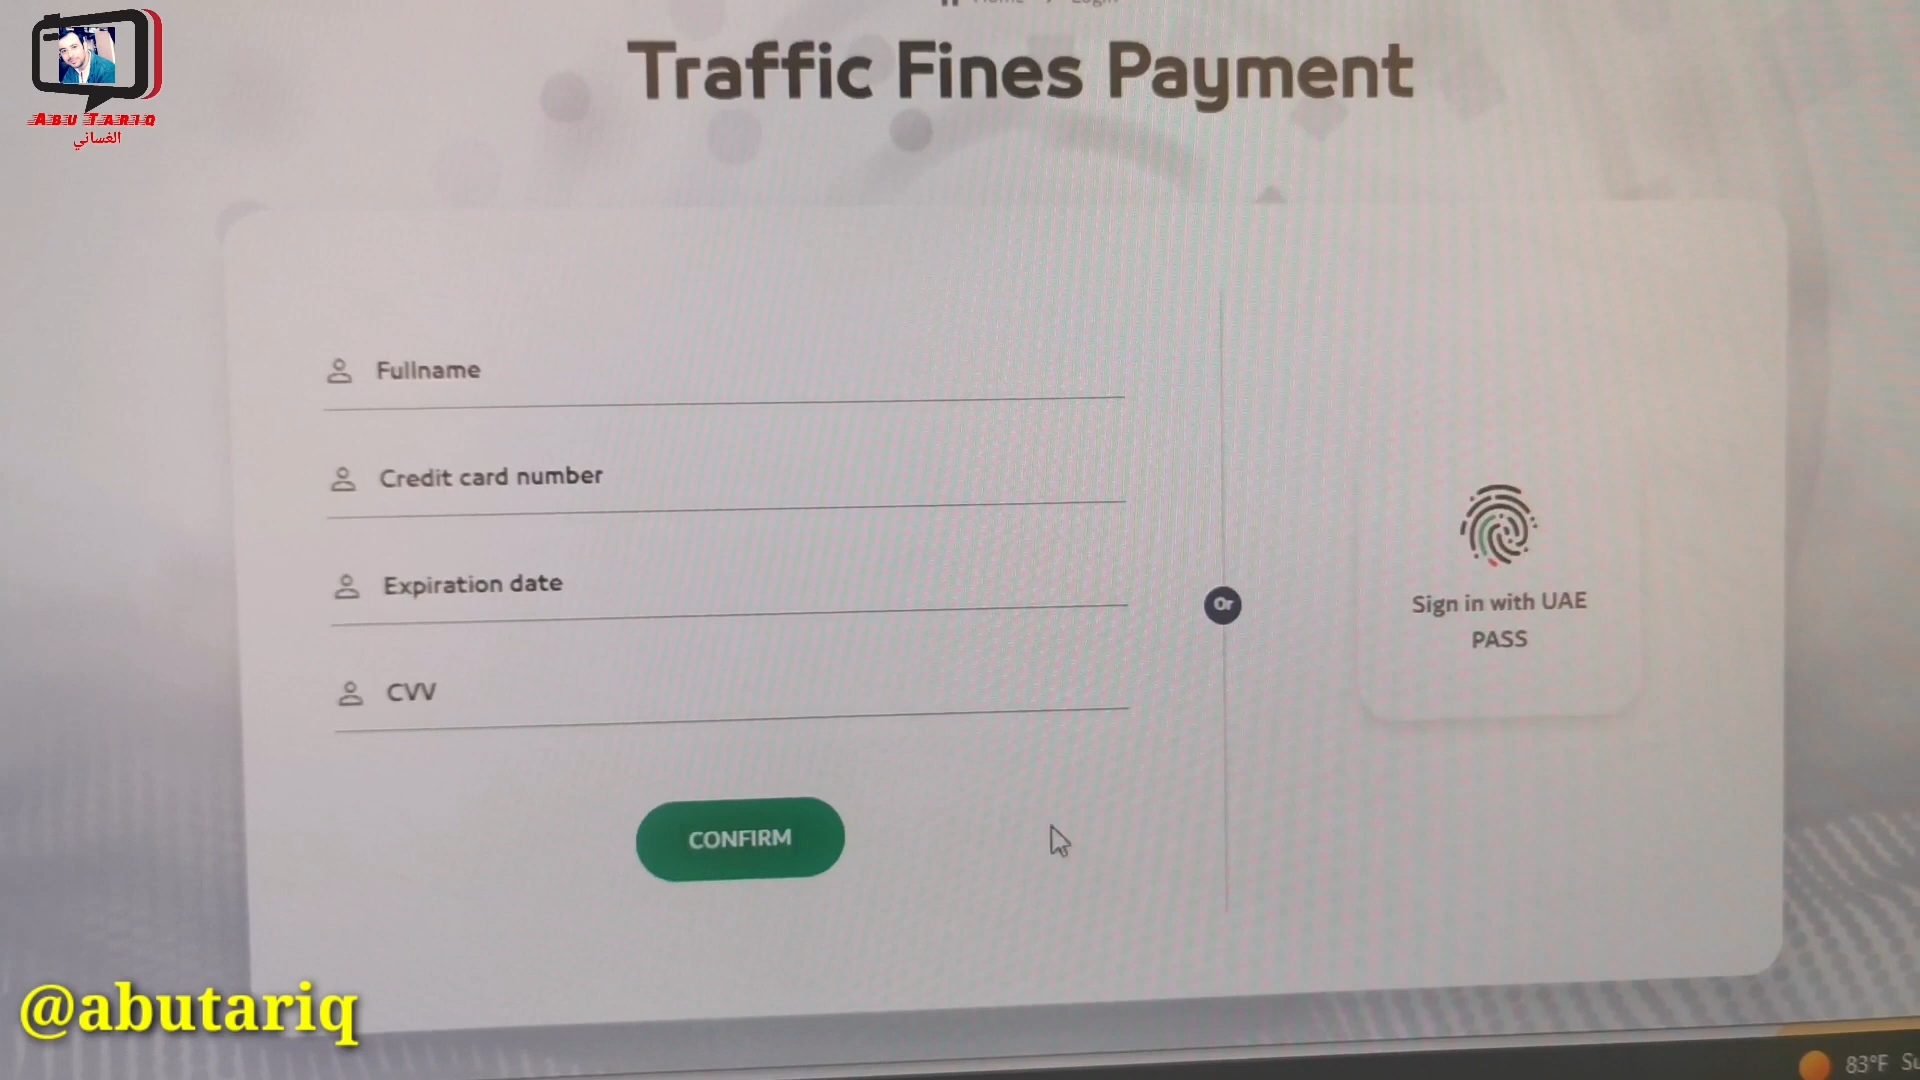 Traffic Fines Payment
ABU TARIQ
الغساني
Fullname
Credit card number
Expiration date
CVV
CONFIRM
Or
Sign in with UAE
PASS
@abutariq
83°F